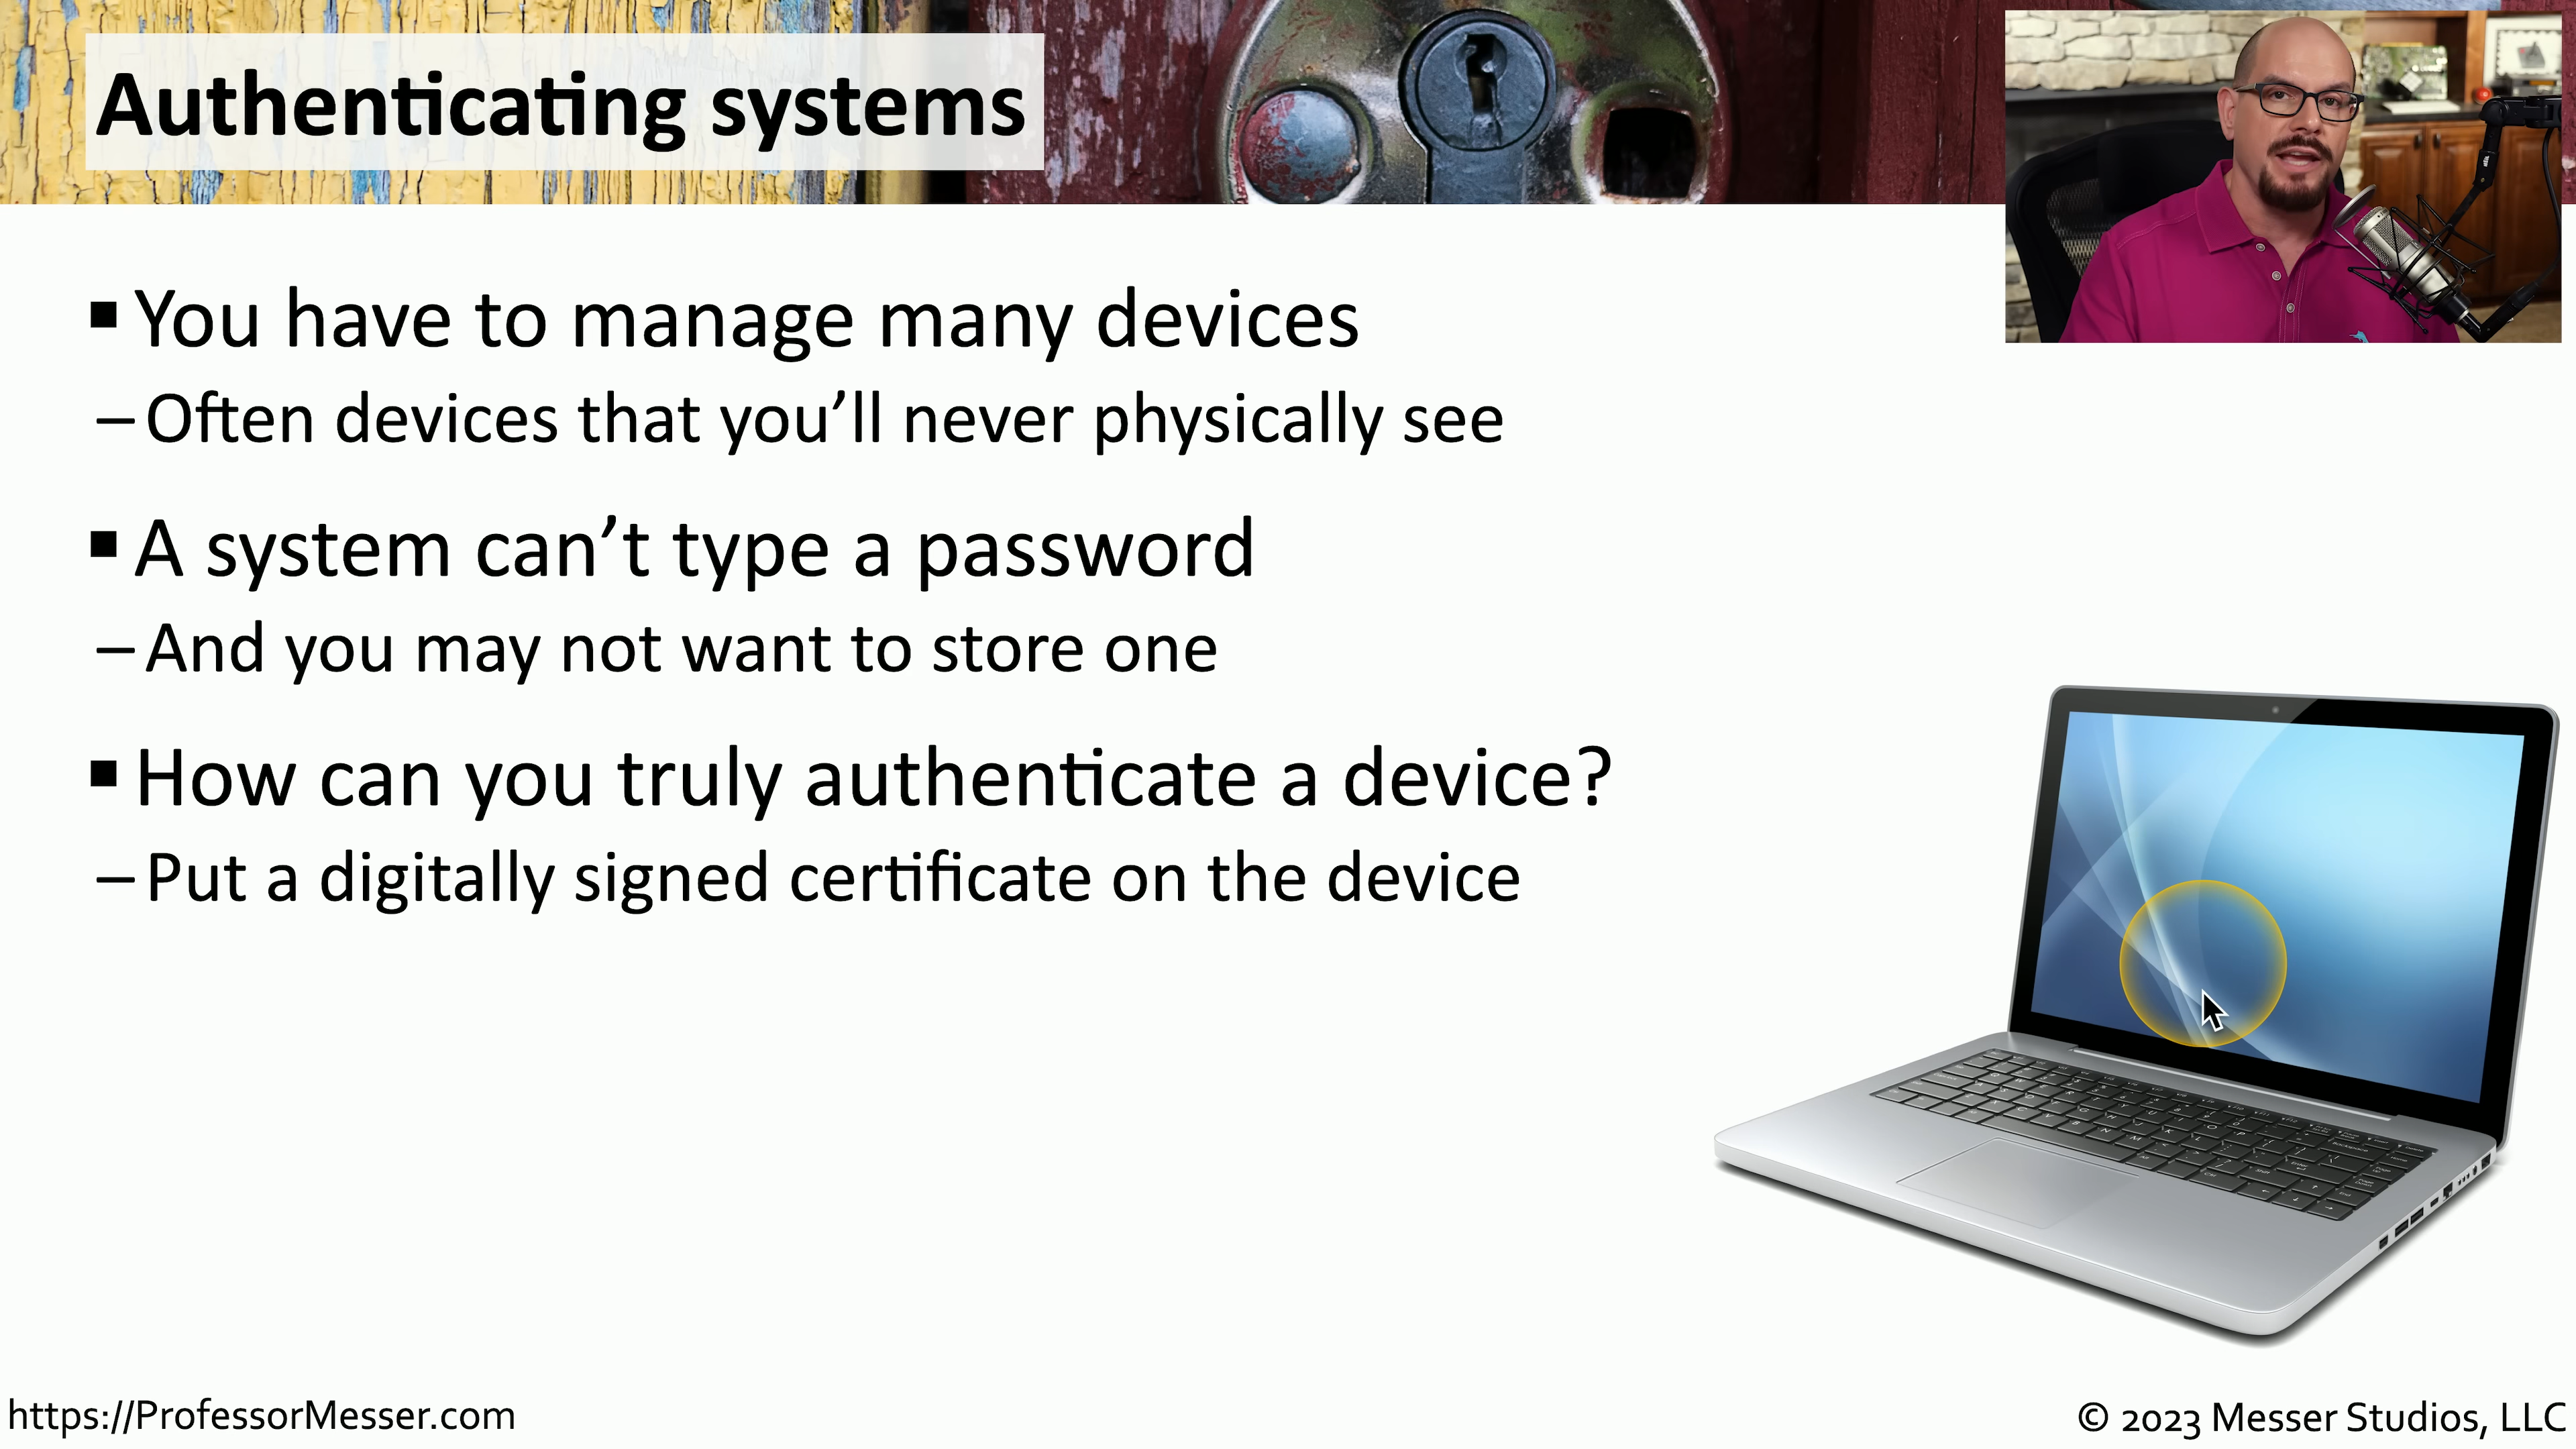 Authenticating systems
▪ You have to manage many devices
– Often devices that you’ll never physically see
▪ A system can’t type a password
– And you may not want to store one
▪ How can you truly authenticate a device?
– Put a digitally signed certificate on the device
https://ProfessorMesser.com
© 2023 Messer Studios, LLC